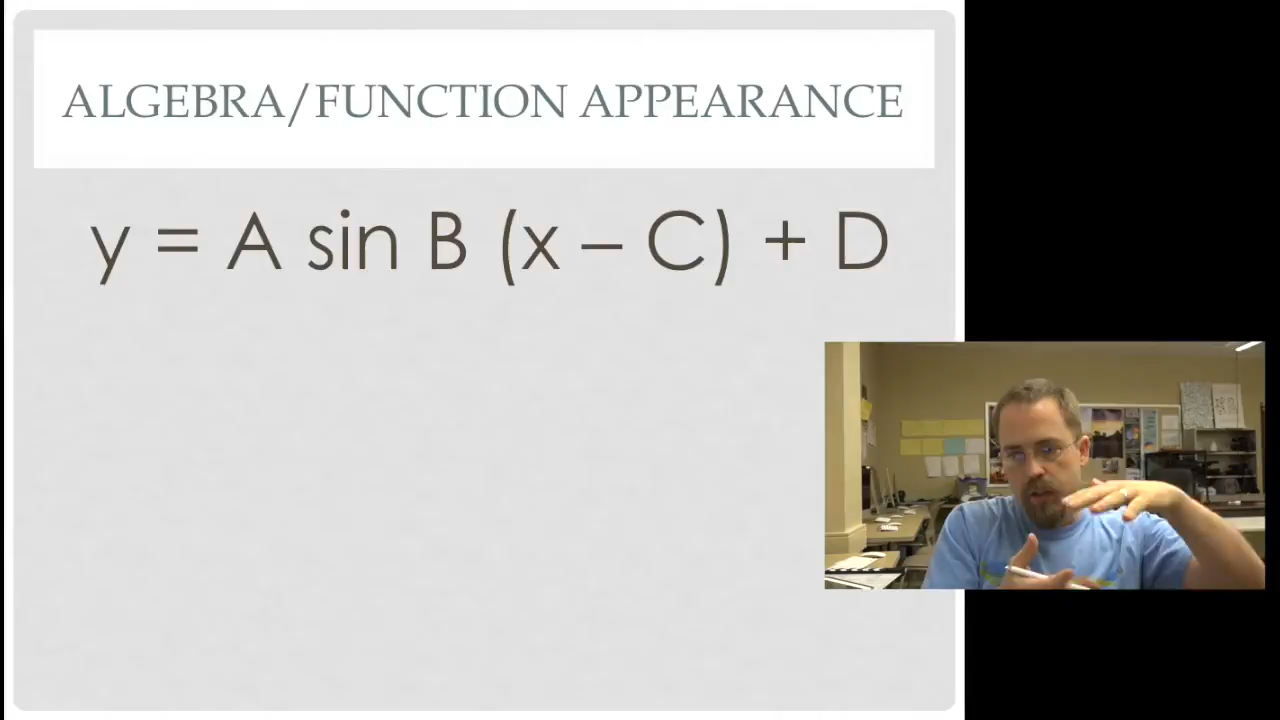 ALGEBRA/FUNCTION APPEARANCE
y = A sin B (x – C) + D